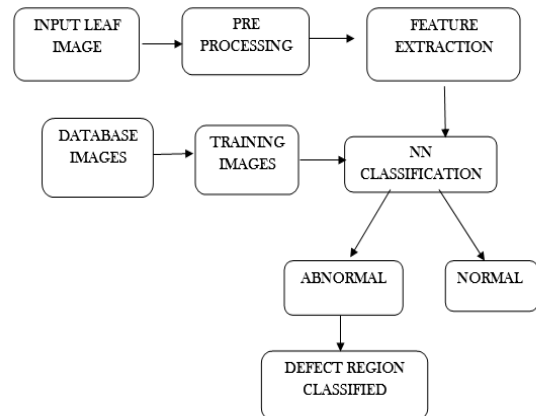 INPUT LEAF
IMAGE
PRE
PROCESSING
FEATURE
EXTRACTION
DATABASE
IMAGES
TRAINING
IMAGES
NN
CLASSIFICATION
ABNORMAL
NORMAL
DEFECT REGION
CLASSIFIED